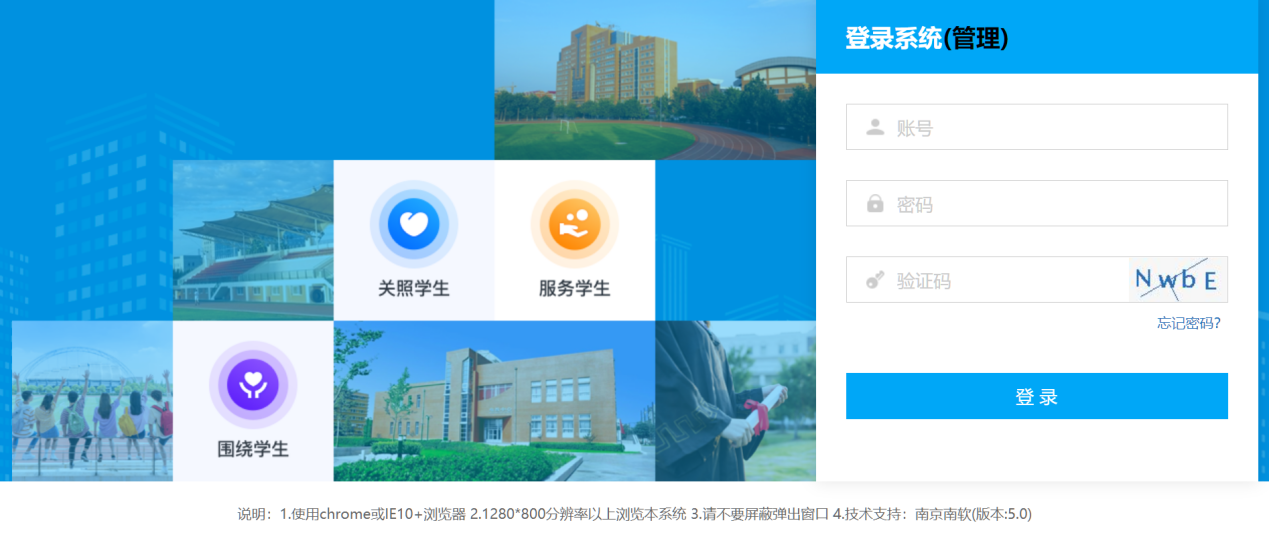 登录系统(管理)
账号
密码
验证码
NwbE
忘记密码?
登 录
关照学生
服务学生
围绕学生
说明：1.使用chrome或IE10+浏览器 2.1280*800分辨率以上浏览本系统 3.请不要屏蔽弹出窗口 4.技术支持：南京南软(版本:5.0)